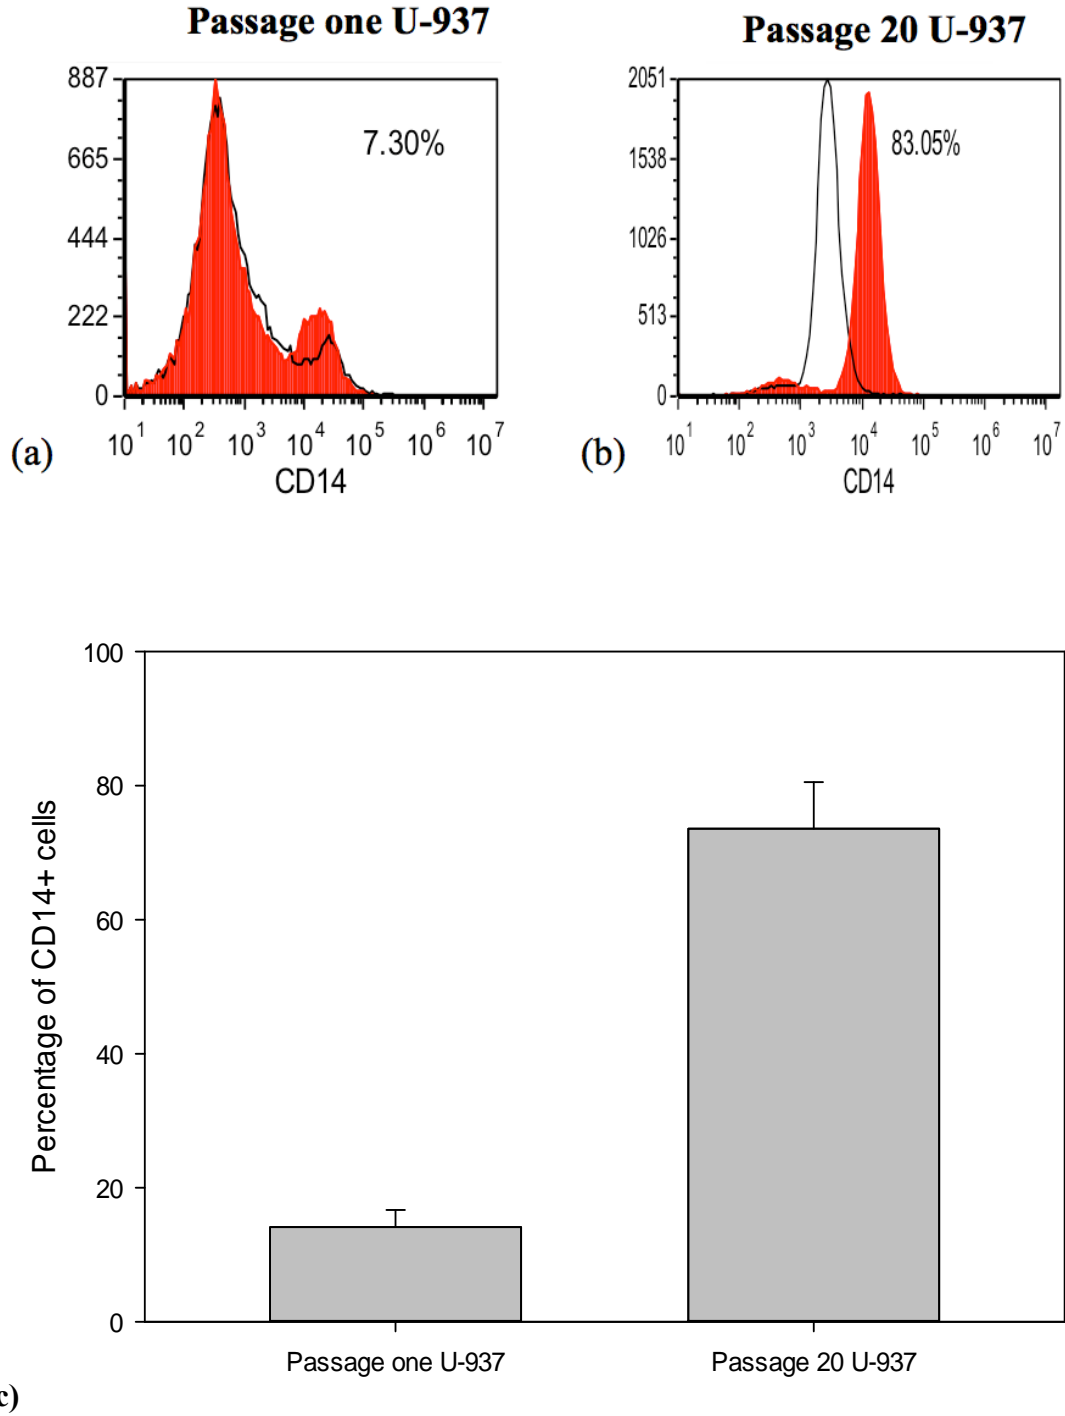 Passage one U-937
Passage 20 U-937
887
665
444
222
0
7.30%
10^1 10^2 10^3 10^4 10^5 10^6 10^7
CD14
(a)
2051
1538
1026
513
0
83.05%
10^1 10^2 10^3 10^4 10^5 10^6 10^7
CD14
(b)
Percentage of CD14+ cells
100
80
60
40
20
0
Passage one U-937
Passage 20 U-937
c)